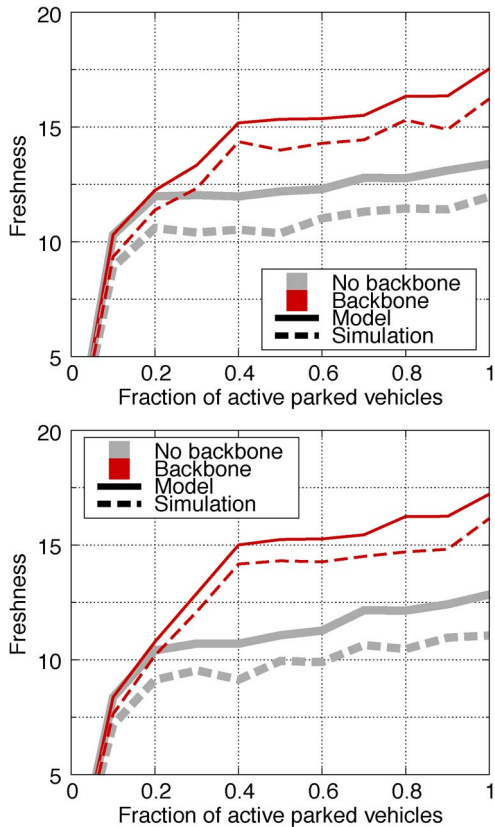 20
15
10
5
Freshness
No backbone
Backbone
Model
Simulation
0 0.2 0.4 0.6 0.8 1
Fraction of active parked vehicles
20
15
10
5
Freshness
No backbone
Backbone
Model
Simulation
0 0.2 0.4 0.6 0.8 1
Fraction of active parked vehicles